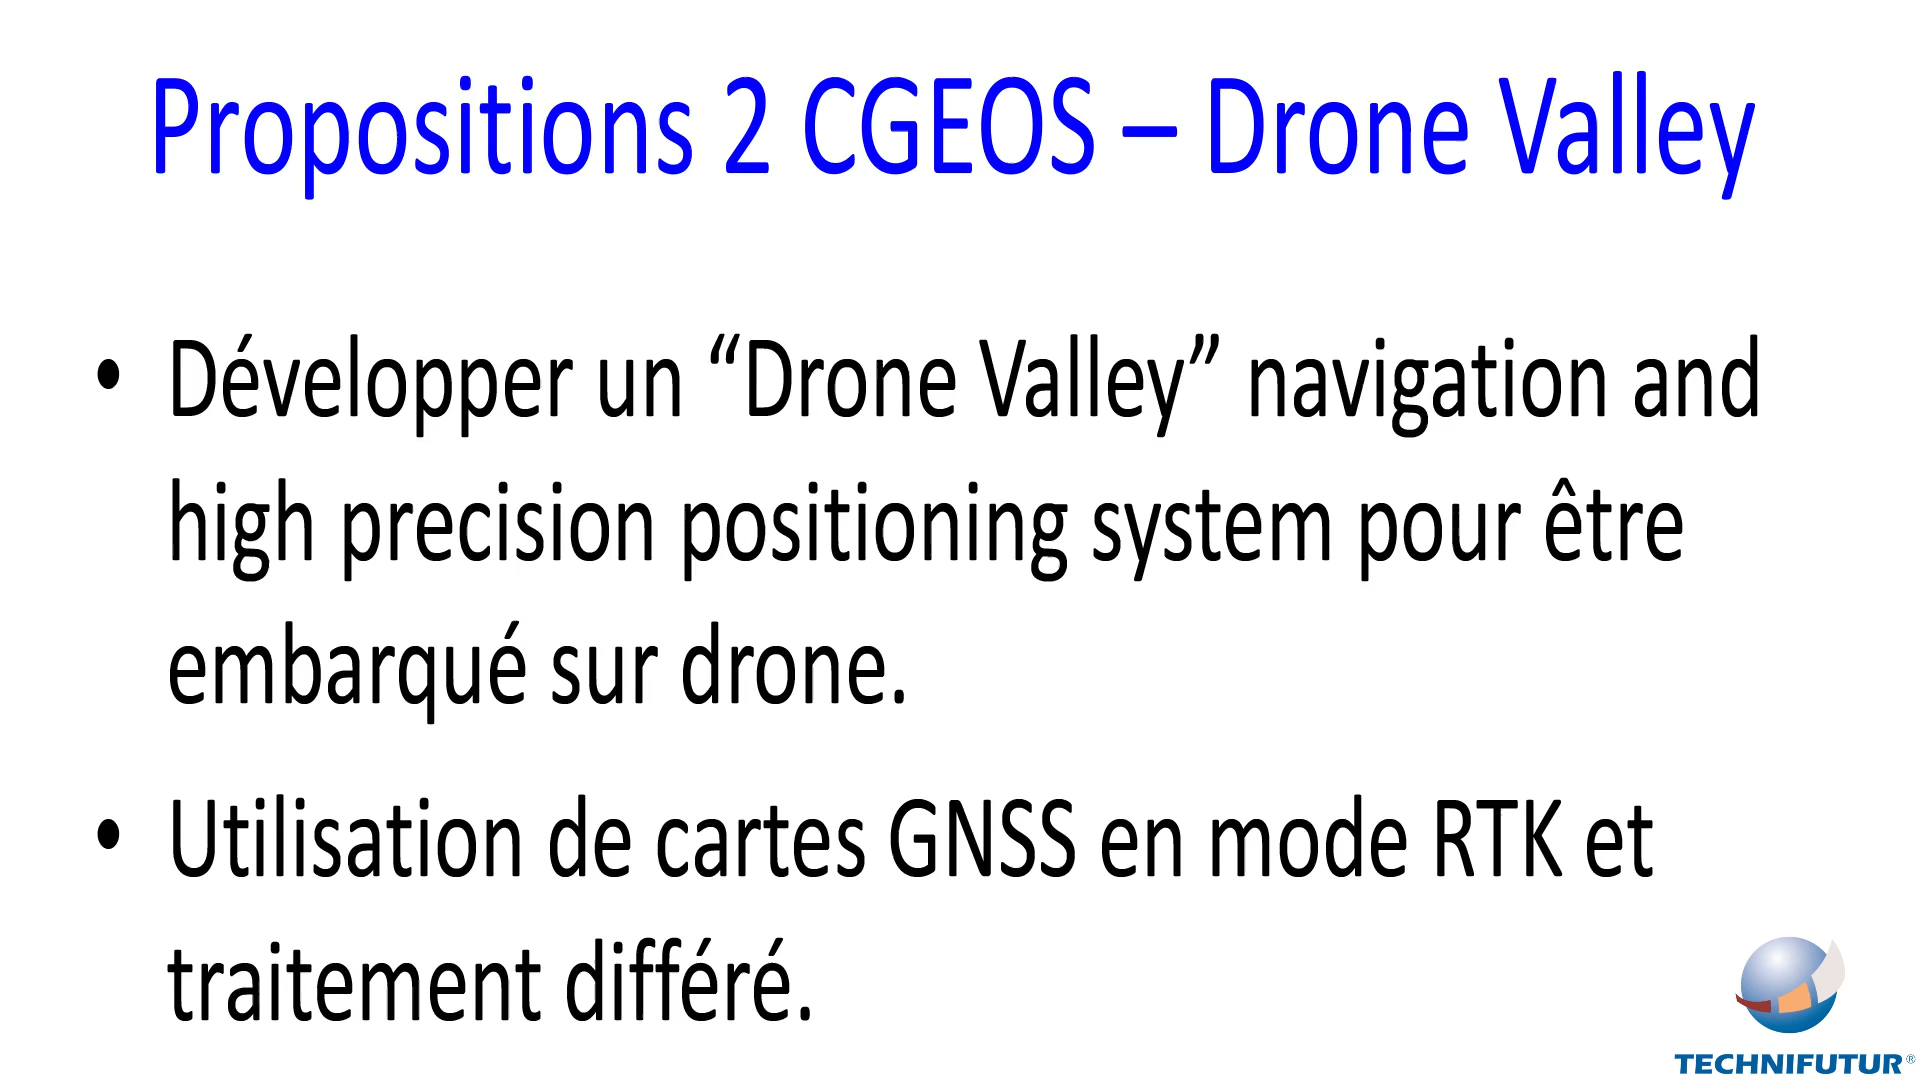 Propositions 2 CGEOS – Drone Valley
• Développer un “Drone Valley” navigation and
high precision positioning system pour être
embarqué sur drone.
• Utilisation de cartes GNSS en mode RTK et
traitement différé.
TECHNIFUTUR®